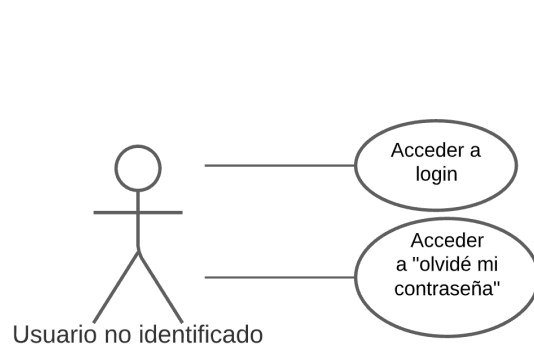 Acceder a
login
Acceder
a "olvidé mi
contraseña"
Usuario no identificado